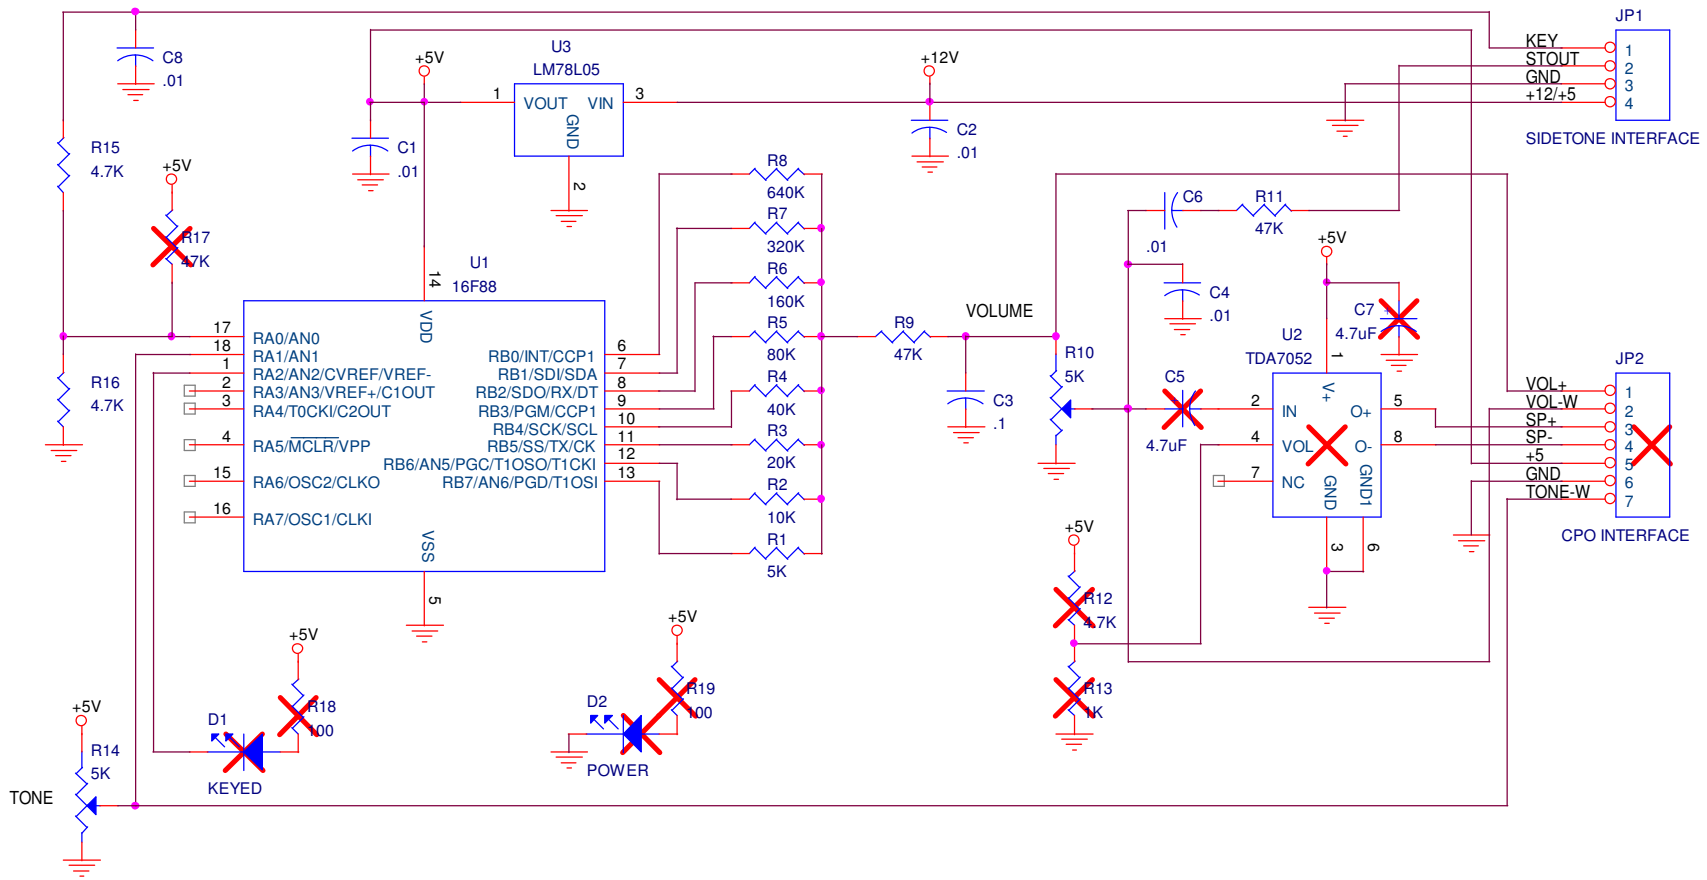 JP1
KEY 1
STOUT 2
GND 3
+12/+5 4
SIDETONE INTERFACE
C8
.01
+5V
U3
LM78L05
1 VOUT VIN 3
GND
2
+12V
C1
.01
C2
.01
R15
4.7K
+5V
R17
47K
R16
4.7K
U1
16F88
14
VDD
17 RA0/AN0
18 RA1/AN1
1 RA2/AN2/CVREF/VREF-
2 RA3/AN3/VREF+/C1OUT
3 RA4/T0CKI/C2OUT
4 RA5/MCLR/VPP
15 RA6/OSC2/CLKO
16 RA7/OSC1/CLKI
RB0/INT/CCP1 6
RB1/SDI/SDA 7
RB2/SDO/RX/DT 8
RB3/PGM/CCP1 9
RB4/SCK/SCL 10
RB5/SS/TX/CK 11
RB6/AN5/PGC/T1OSO/T1CKI 12
RB7/AN6/PGD/T1OSI 13
VSS
5
R8
640K
R7
320K
R6
160K
R5
80K
R4
40K
R3
20K
R2
10K
R1
5K
R9
47K
VOLUME
C3
.1
R10
5K
C6
.01
R11
47K
C4
.01
+5V
C7
4.7uF
C5
4.7uF
U2
TDA7052
1
V+
2 IN
4 VOL
7 NC
O+ 5
O- 8
GND
GND1
3
6
JP2
VOL+ 1
VOL-W 2
SP+ 3
SP- 4
+5 5
GND 6
TONE-W 7
CPO INTERFACE
+5V
R12
4.7K
R13
1K
+5V
R18
100
D1
KEYED
+5V
R19
100
D2
POWER
+5V
R14
5K
TONE